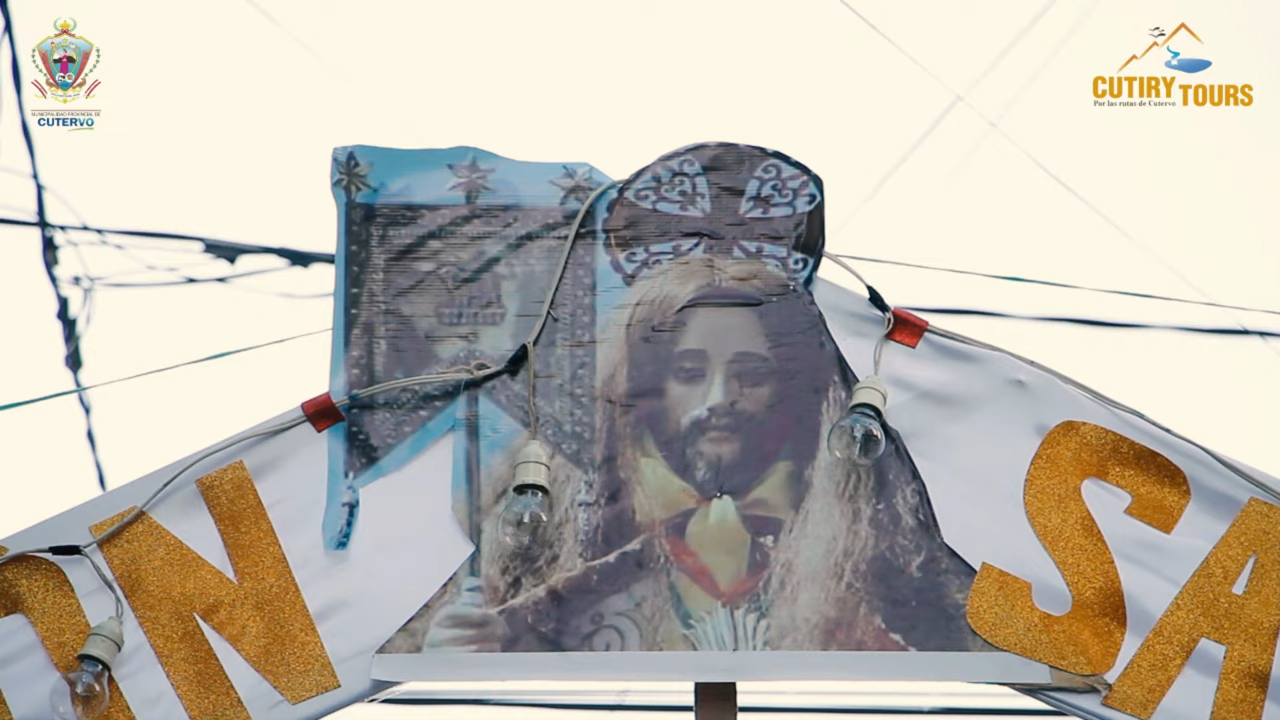 MUNICIPALIDAD PROVINCIAL DE
CUTERVO
CUTIRY TOURS
Por las rutas de Cutervo
N SA